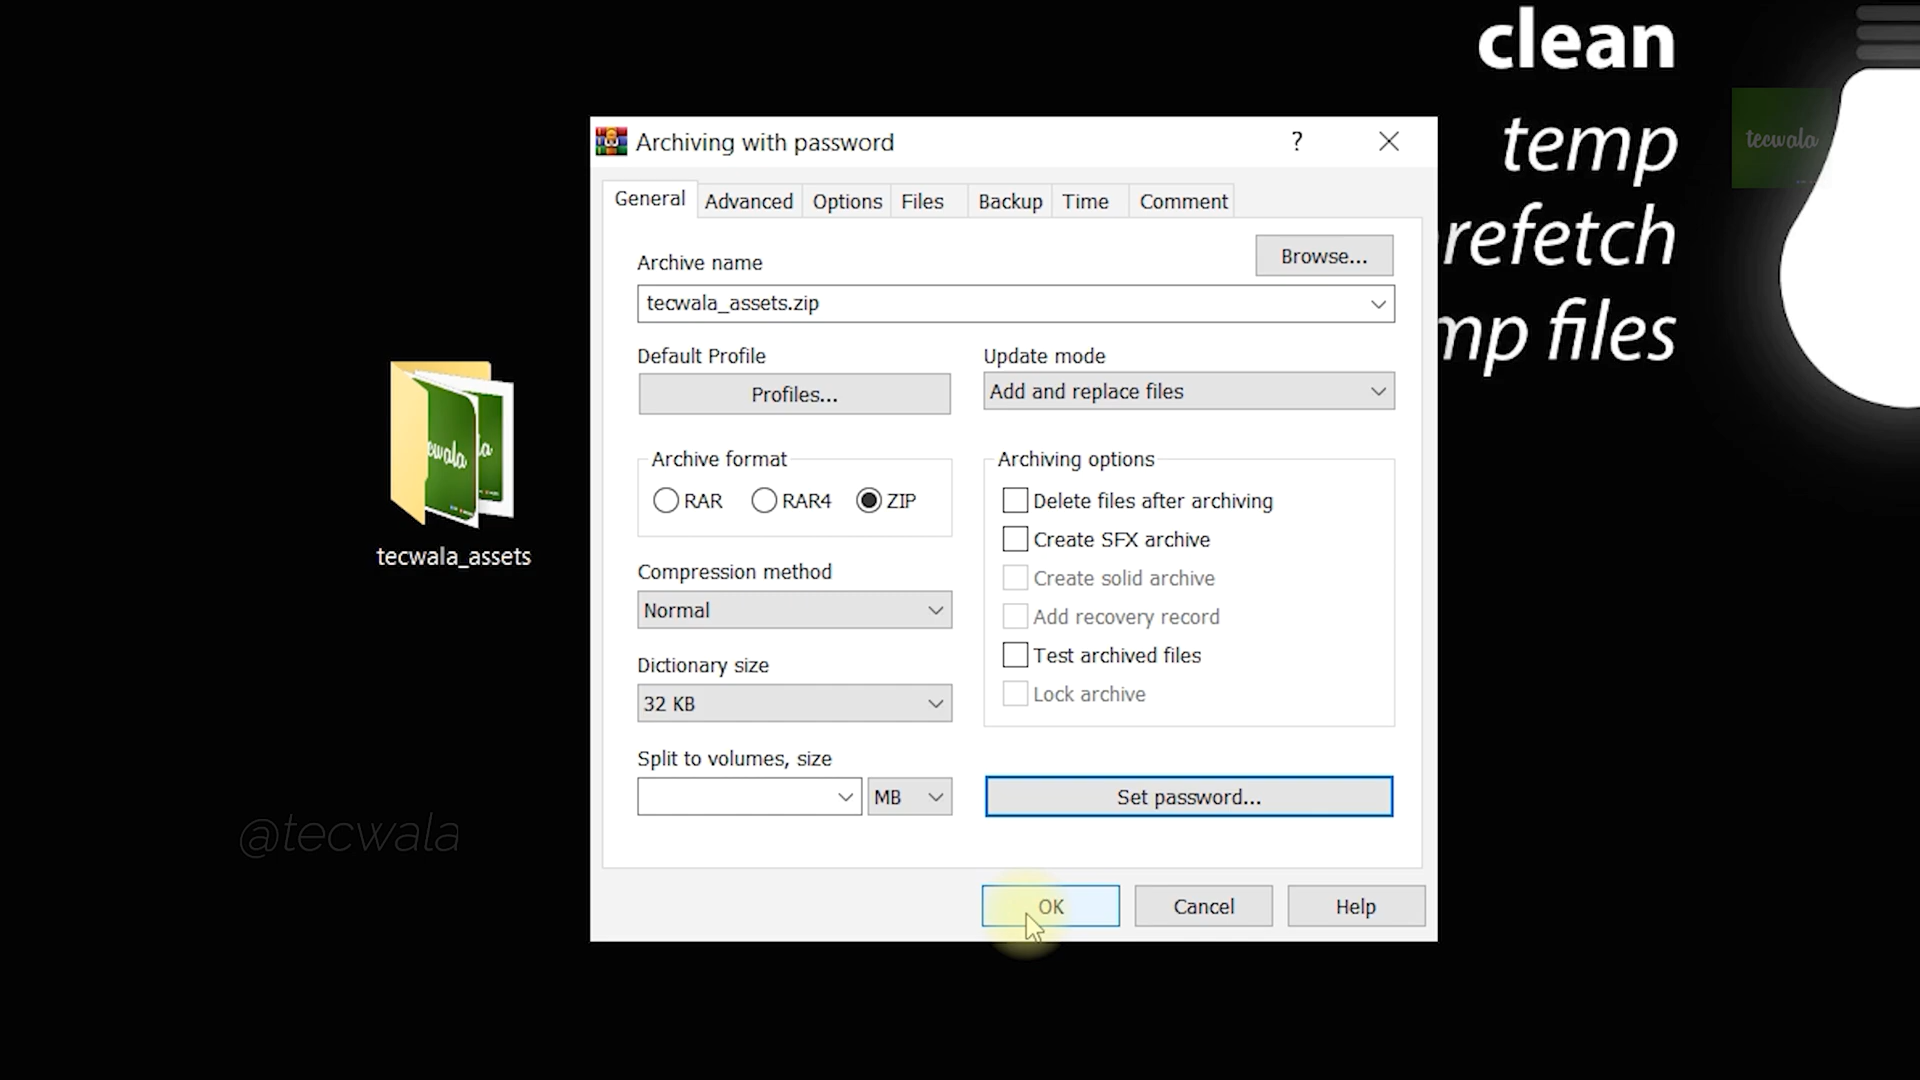 clean
temp
refetch
mp files
tecwala
Archiving with password
?
General
Advanced
Options
Files
Backup
Time
Comment
Archive name
Browse...
tecwala_assets.zip
Default Profile
Profiles...
Update mode
Add and replace files
Archive format
RAR
RAR4
ZIP
Compression method
Normal
Dictionary size
32 KB
Split to volumes, size
MB
Archiving options
Delete files after archiving
Create SFX archive
Create solid archive
Add recovery record
Test archived files
Lock archive
Set password...
OK
Cancel
Help
tecwala_assets
@tecwala